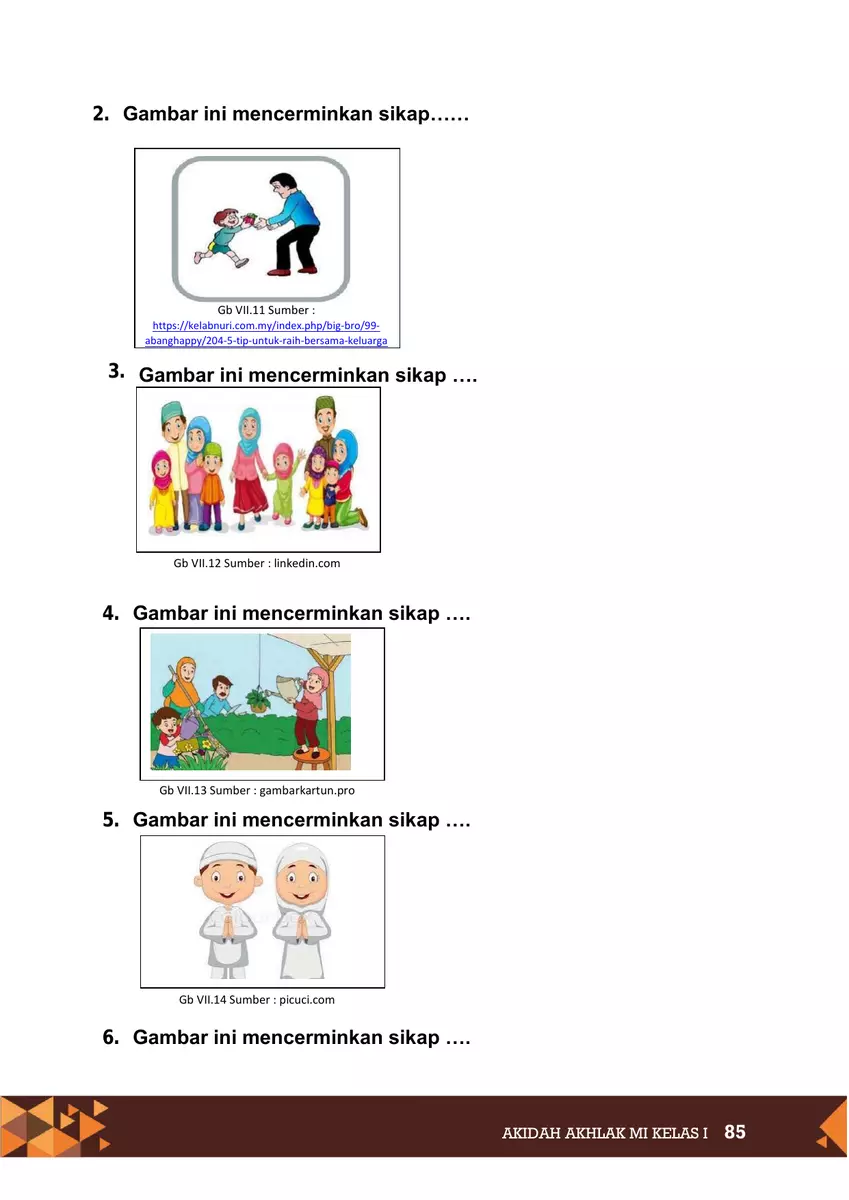 2. Gambar ini mencerminkan sikap……
Gb VII.11 Sumber :
https://kelabnuri.com.my/index.php/big-bro/99-
abanghappy/204-5-tip-untuk-raih-bersama-keluarga
3. Gambar ini mencerminkan sikap ….
Gb VII.12 Sumber : linkedin.com
4. Gambar ini mencerminkan sikap ….
Gb VII.13 Sumber : gambarkartun.pro
5. Gambar ini mencerminkan sikap ….
Gb VII.14 Sumber : picuci.com
6. Gambar ini mencerminkan sikap ….
AKIDAH AKHLAK MI KELAS I 85